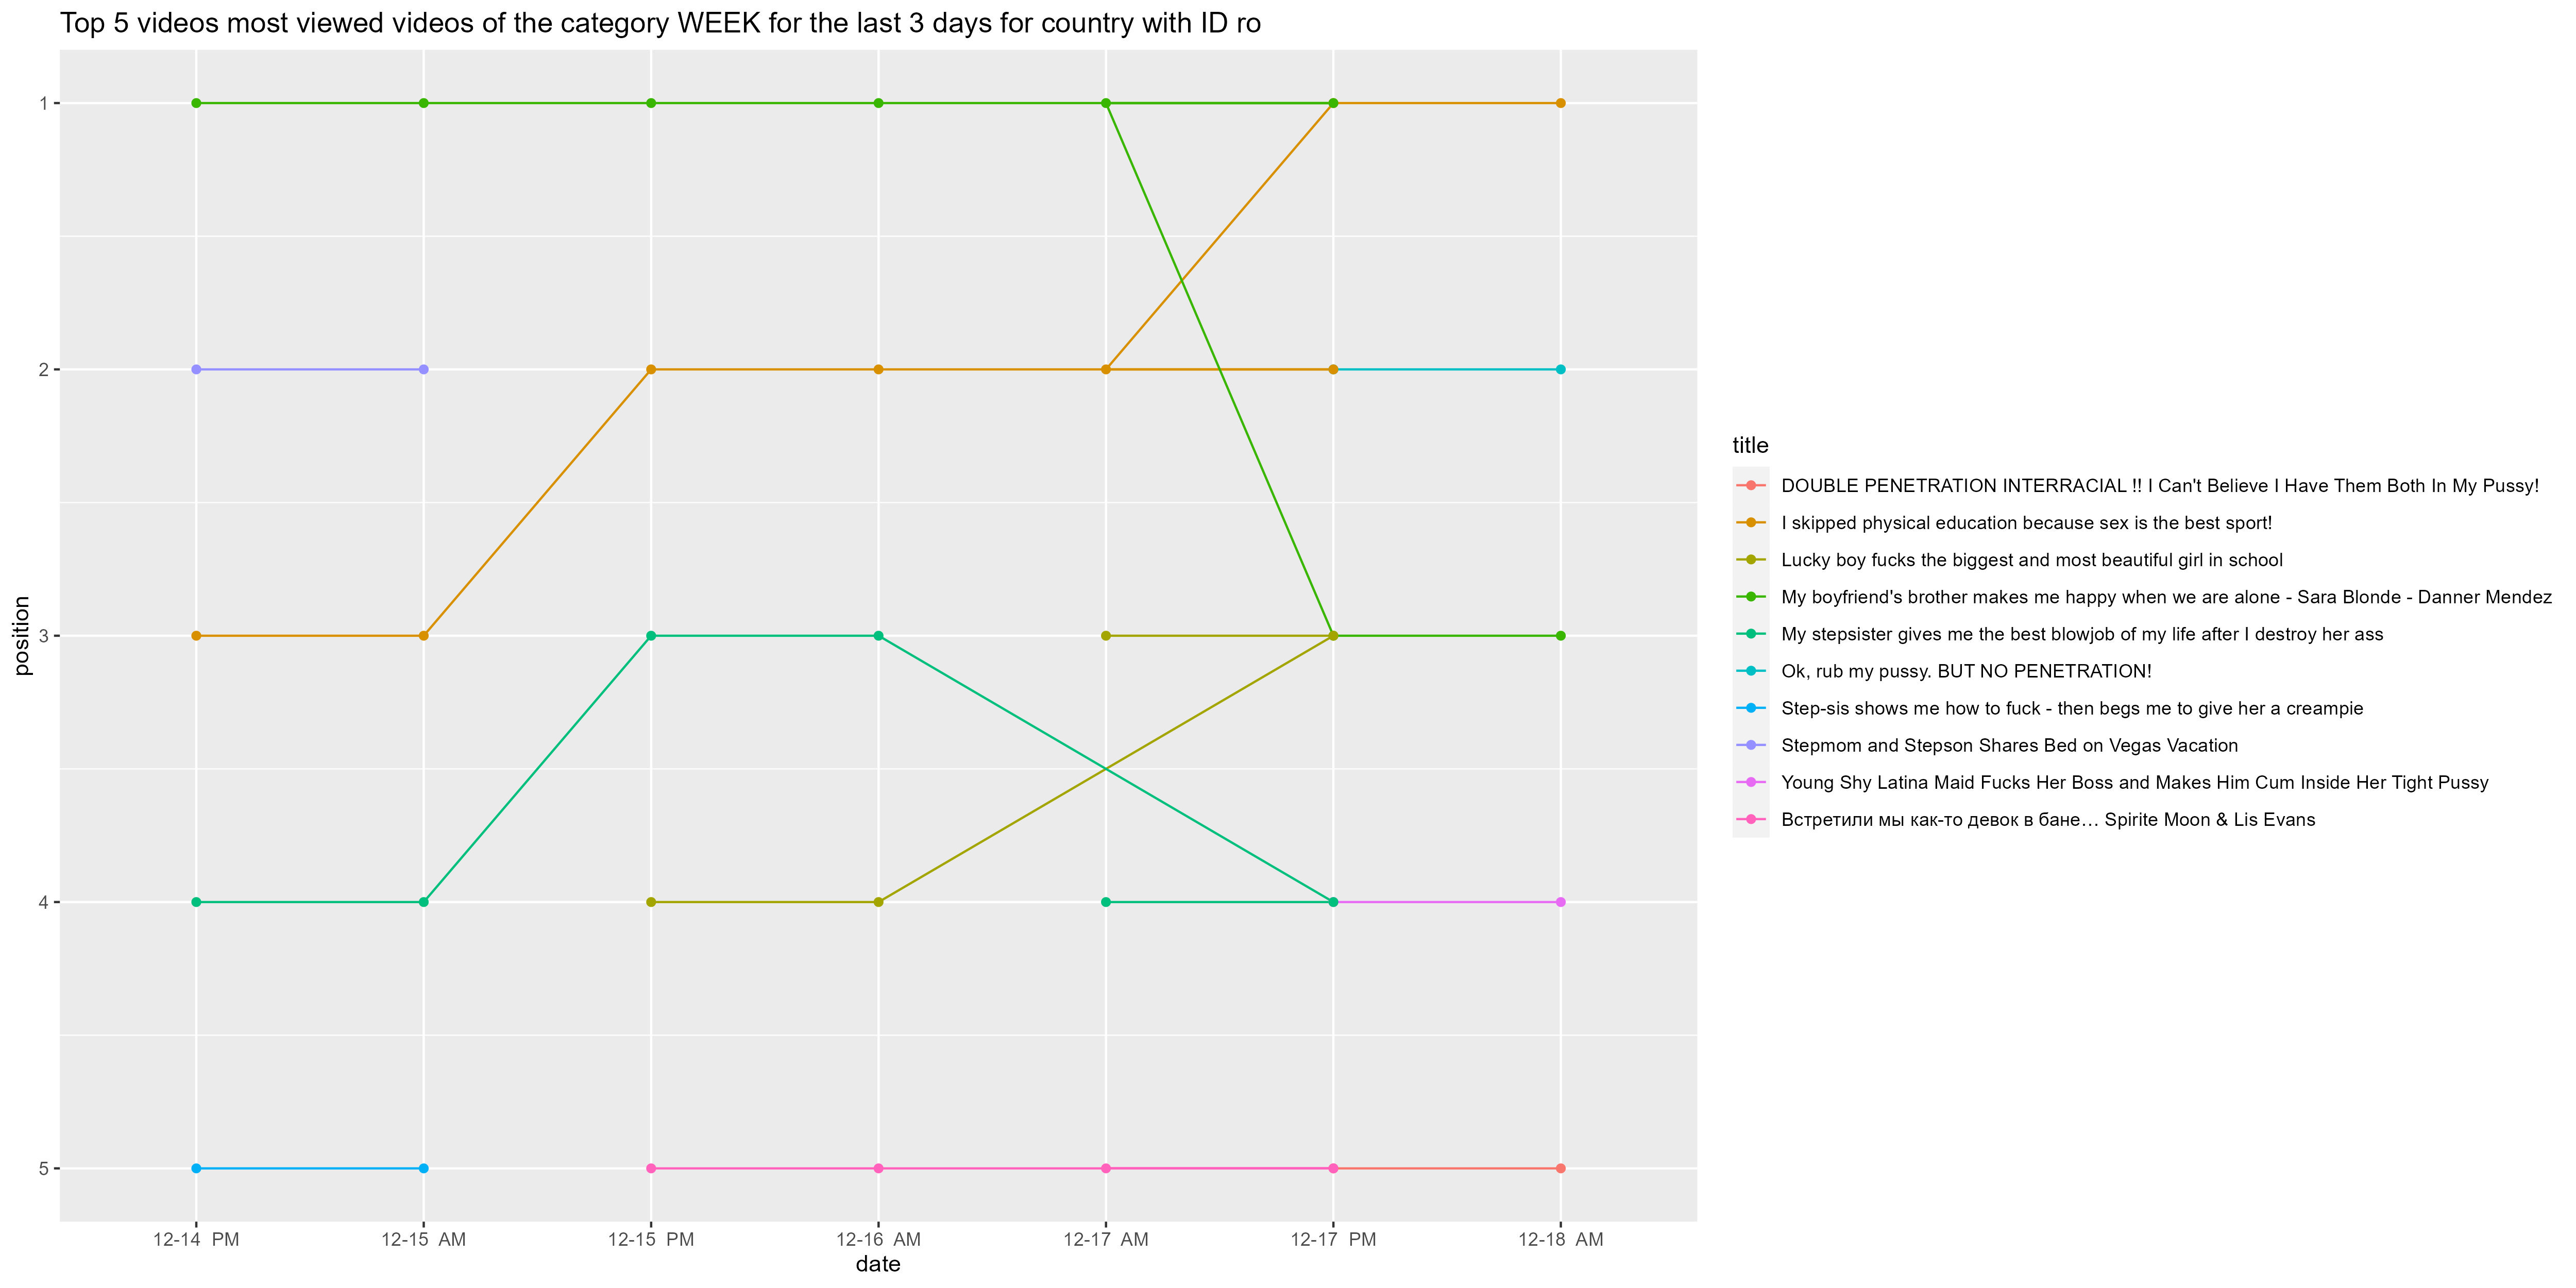 Top 5 videos most viewed videos of the category WEEK for the last 3 days for country with ID ro
position
1
2
3
4
5
12-14 PM
12-15 AM
12-15 PM
12-16 AM
12-17 AM
12-17 PM
12-18 AM
date
title
DOUBLE PENETRATION INTERRACIAL !! I Can't Believe I Have Them Both In My Pussy!
I skipped physical education because sex is the best sport!
Lucky boy fucks the biggest and most beautiful girl in school
My boyfriend's brother makes me happy when we are alone - Sara Blonde - Danner Mendez
My stepsister gives me the best blowjob of my life after I destroy her ass
Ok, rub my pussy. BUT NO PENETRATION!
Step-sis shows me how to fuck - then begs me to give her a creampie
Stepmom and Stepson Shares Bed on Vegas Vacation
Young Shy Latina Maid Fucks Her Boss and Makes Him Cum Inside Her Tight Pussy
Встретили мы как-то девок в бане… Spirite Moon & Lis Evans